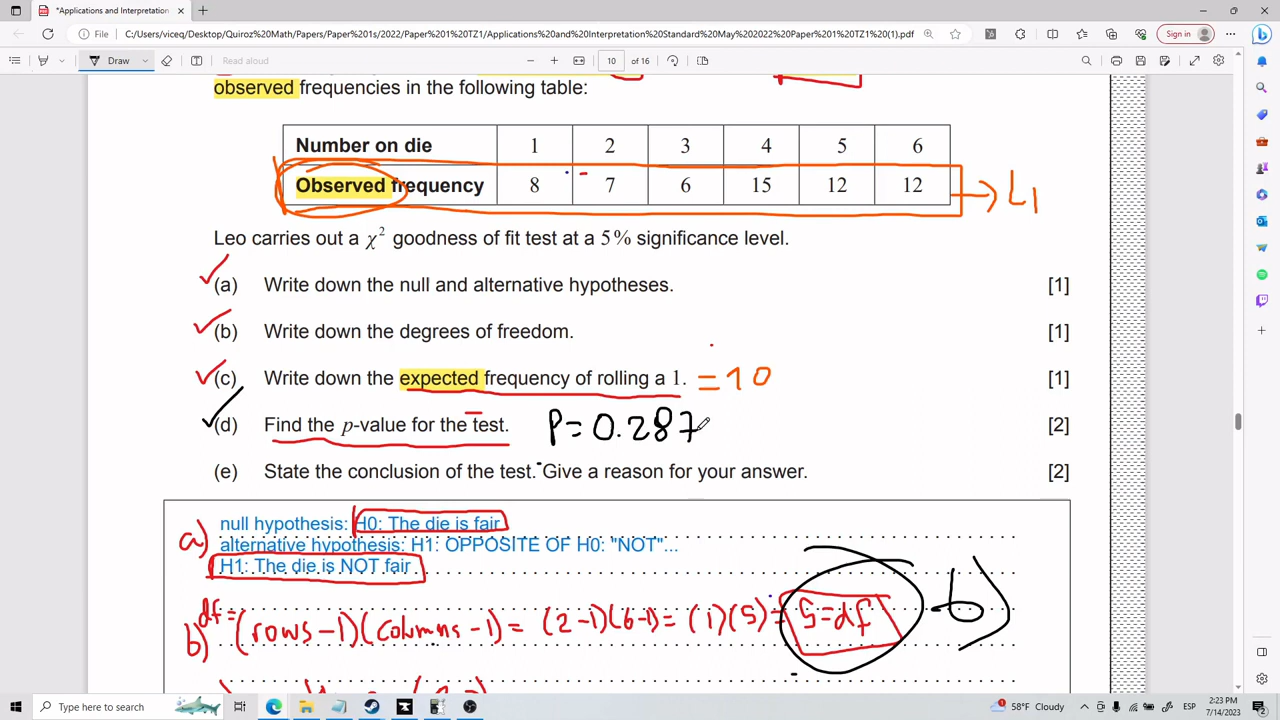 *Applications and Interpretation
File
C:/Users/viceq/Desktop/Quiroz%20Math/Papers/Paper%201s/2022/Paper%201%20TZ1/Applications%20and%20Interpretation%20Standard%20May%202022%20Paper%201%20TZ1%20(1).pdf
Sign in
Draw
Read aloud
10 of 16
observed frequencies in the following table:
Number on die 1 2 3 4 5 6
Observed frequency 8 7 6 15 12 12
→ L1
Leo carries out a χ² goodness of fit test at a 5% significance level.
(a) Write down the null and alternative hypotheses. [1]
(b) Write down the degrees of freedom. [1]
(c) Write down the expected frequency of rolling a 1. = 10 [1]
(d) Find the p-value for the test. P = 0.287 [2]
(e) State the conclusion of the test. Give a reason for your answer. [2]
a) null hypothesis: H0: The die is fair
alternative hypothesis: H1: OPPOSITE OF H0: "NOT"...
H1: The die is NOT fair
b) df = (rows -1)(columns -1) = (2-1)(6-1) = (1)(5) = 5 = df b)
Type here to search
58°F Cloudy
ESP
2:23 PM
7/14/2023